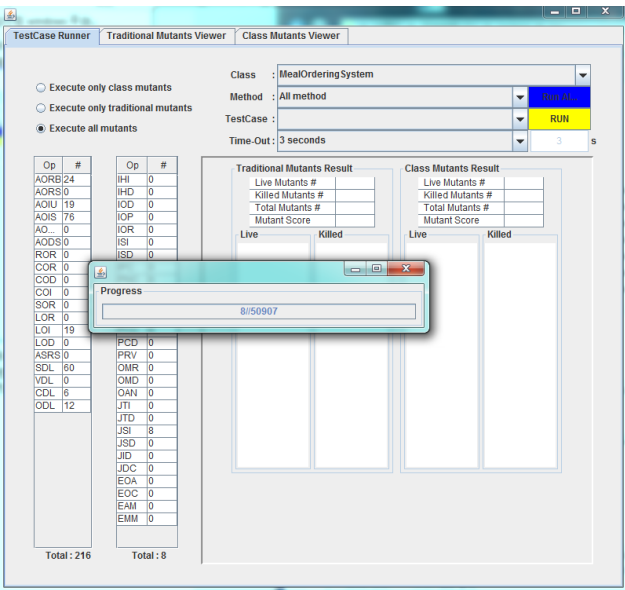 TestCase Runner Traditional Mutants Viewer Class Mutants Viewer
Execute only class mutants
Execute only traditional mutants
Execute all mutants
Class : MealOrderingSystem
Method : All method
TestCase : RUN
Time-Out : 3 seconds 3 s
Op #
AORB 24
AORS 0
AOIU 19
AOIS 76
AO... 0
AODS 0
ROR 0
COR 0
COD 0
COI 0
SOR 0
LOR 0
LOI 19
LOD 0
ASRS 0
SDL 60
VDL 0
CDL 6
ODL 12
Total : 216
Op #
IHI 0
IHD 0
IOD 0
IOP 0
IOR 0
ISI 0
ISD 0
PCD 0
PRV 0
OMR 0
OMD 0
OAN 0
JTI 0
JTD 0
JSI 8
JSD 0
JID 0
JDC 0
EOA 0
EOC 0
EAM 0
EMM 0
Total : 8
Traditional Mutants Result
Live Mutants #
Killed Mutants #
Total Mutants #
Mutant Score
Live Killed
Class Mutants Result
Live Mutants #
Killed Mutants #
Total Mutants #
Mutant Score
Live Killed
Progress
8//50907